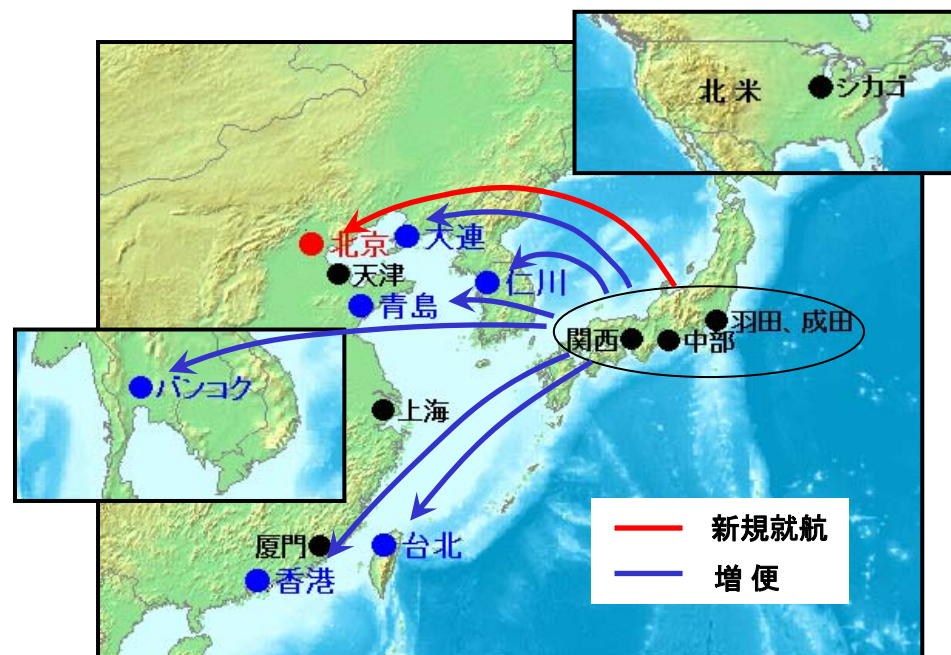 北 米
シカゴ
北京
大連
天津
仁川
青島
羽田、成田
関西
中部
バンコク
上海
新規就航
厦門
台北
増 便
香港